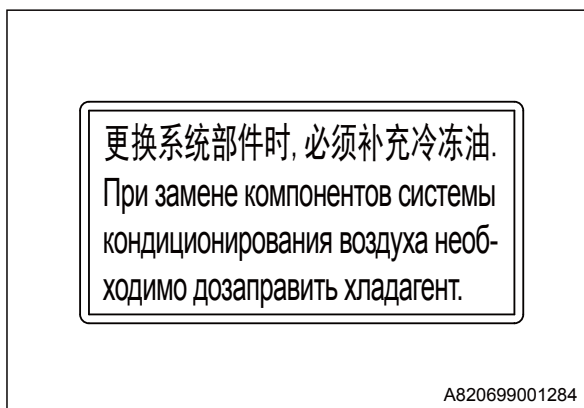 更换系统部件时, 必须补充冷冻油.
При замене компонентов системы
кондиционирования воздуха необ-
ходимо дозаправить хладагент.
A820699001284